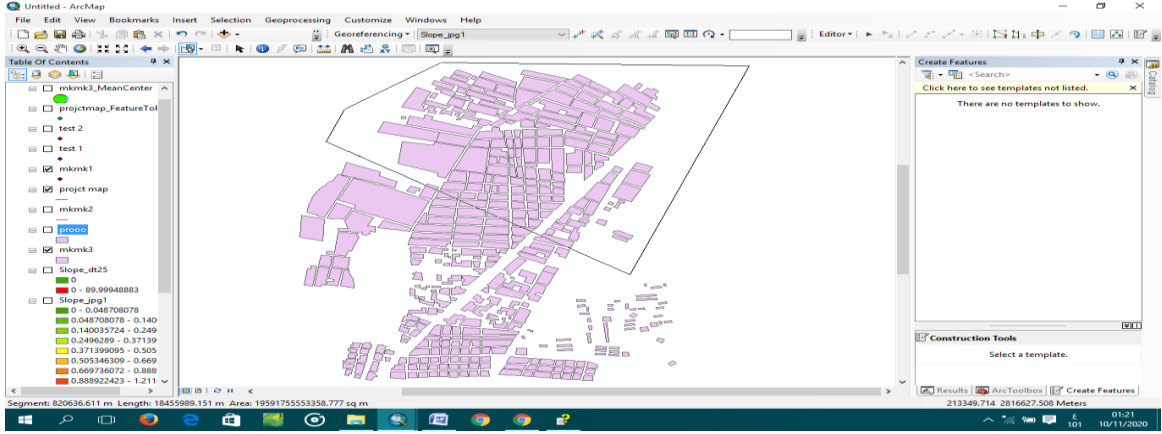 Untitled - ArcMap
File Edit View Bookmarks Insert Selection Geoprocessing Customize Windows Help
Georeferencing Slope_jpg1 Editor
Table Of Contents
mkmk3_MeanCenter
projctmap_FeatureToP
test 2
test 1
mkmk1
projct map
mkmk2
prooo
mkmk3
Slope_dt25
0
0 - 89.99948883
Slope_jpg1
0 - 0.048708078
0.048708078 - 0.140
0.140035724 - 0.249
0.2496289 - 0.37139
0.371399095 - 0.505
0.505346309 - 0.669
0.669736072 - 0.888
0.888922423 - 1.211
Create Features
<Search>
Click here to see templates not listed.
There are no templates to show.
Catalog
Construction Tools
Select a template.
Results ArcToolbox Create Features
Segment: 820636.611 m Length: 18455989.151 m Area: 19591755553358.777 sq m
213349.714 2816627.508 Meters
ع
101
01:21
10/11/2020